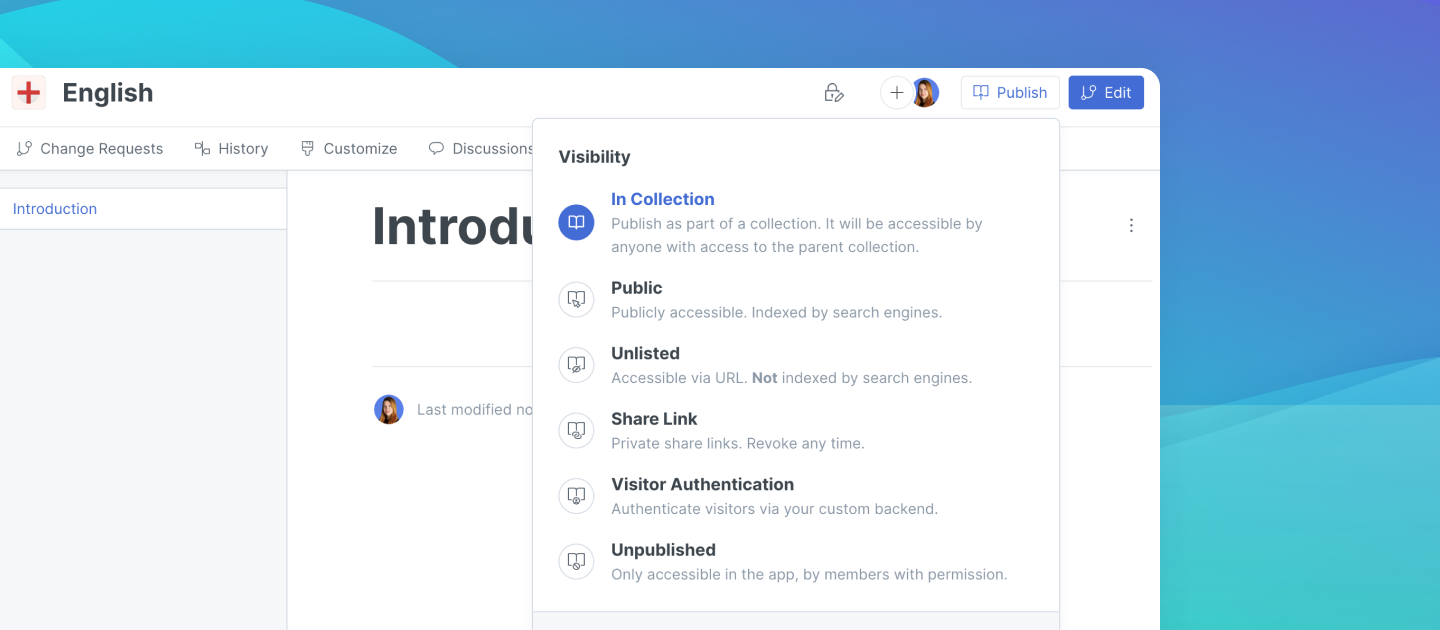 English
Publish
Edit
Change Requests
History
Customize
Discussions
Introduction
Introdu
Last modified no
Visibility
In Collection
Publish as part of a collection. It will be accessible by
anyone with access to the parent collection.
Public
Publicly accessible. Indexed by search engines.
Unlisted
Accessible via URL. Not indexed by search engines.
Share Link
Private share links. Revoke any time.
Visitor Authentication
Authenticate visitors via your custom backend.
Unpublished
Only accessible in the app, by members with permission.